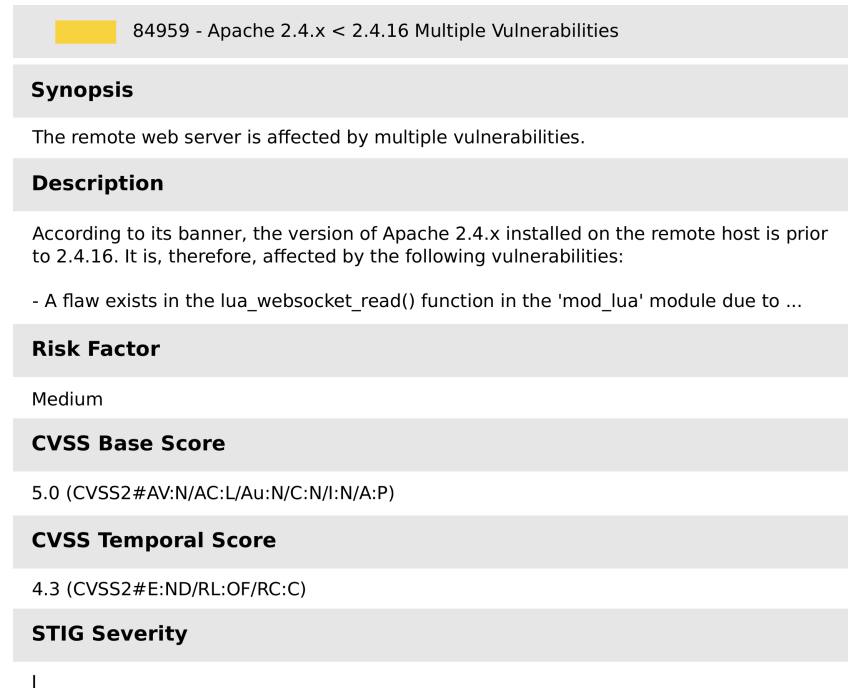 84959 - Apache 2.4.x < 2.4.16 Multiple Vulnerabilities
Synopsis
The remote web server is affected by multiple vulnerabilities.
Description
According to its banner, the version of Apache 2.4.x installed on the remote host is prior
to 2.4.16. It is, therefore, affected by the following vulnerabilities:
- A flaw exists in the lua_websocket_read() function in the 'mod_lua' module due to ...
Risk Factor
Medium
CVSS Base Score
5.0 (CVSS2#AV:N/AC:L/Au:N/C:N/I:N/A:P)
CVSS Temporal Score
4.3 (CVSS2#E:ND/RL:OF/RC:C)
STIG Severity
I